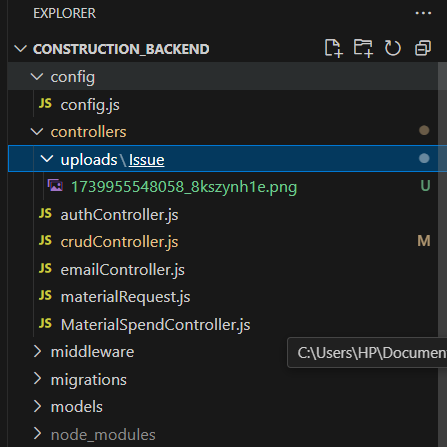 EXPLORER ...
CONSTRUCTION_BACKEND
config
JS config.js
controllers
uploads\Issue
1739955548058_8kszynh1e.png U
JS authController.js
JS crudController.js M
JS emailController.js
JS materialRequest.js
JS MaterialSpendController.js
middleware
C:\Users\HP\Documen
migrations
models
node_modules